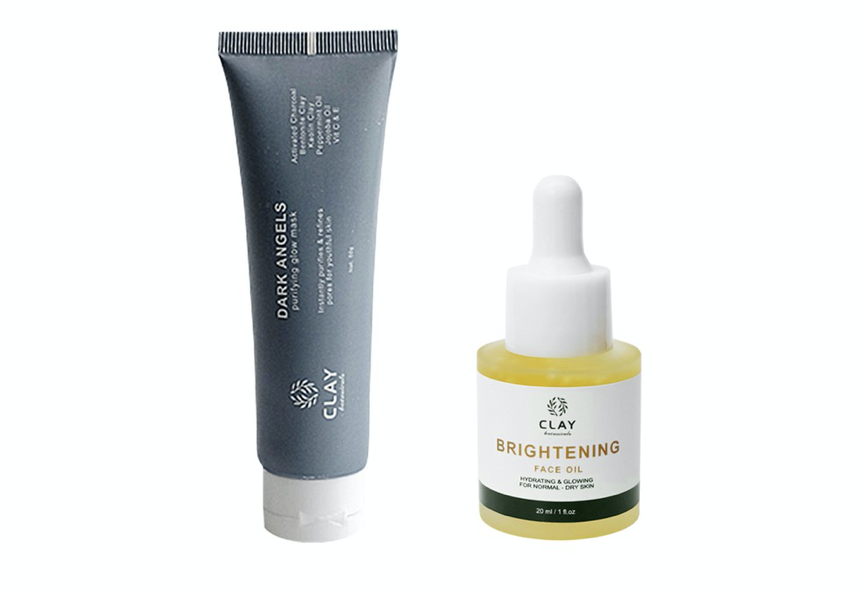 DARK ANGELS
purifying glow mask
Activated Charcoal
Bentonite Clay
Kaolin Clay
Peppermint Oil
Jojoba Oil
Vit C & E
Instantly purifies & refines
pores for youthful skin
CLAY
botanicals
CLAY
botanicals
BRIGHTENING
FACE OIL
HYDRATING & GLOWING
FOR NORMAL - DRY SKIN
20 ml / 1 fl.oz